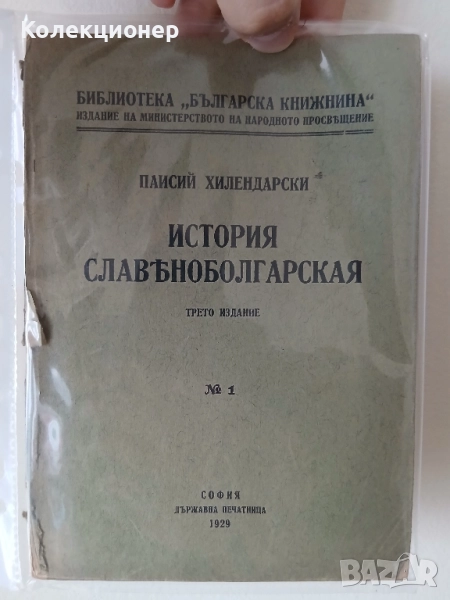 Колекционер
БИБЛИОТЕКА „БЪЛГАРСКА КНИЖНИНА“
ИЗДАНИЕ НА МИНИСТЕРСТВОТО НА НАРОДНОТО ПРОСВѢЩЕНИЕ
ПАИСИЙ ХИЛЕНДАРСКИ
ИСТОРИЯ
СЛАВѢНОБОЛГАРСКАЯ
ТРЕТО ИЗДАНИЕ
№ 1
СОФИЯ
ДЪРЖАВНА ПЕЧАТНИЦА
1929
BAZAR